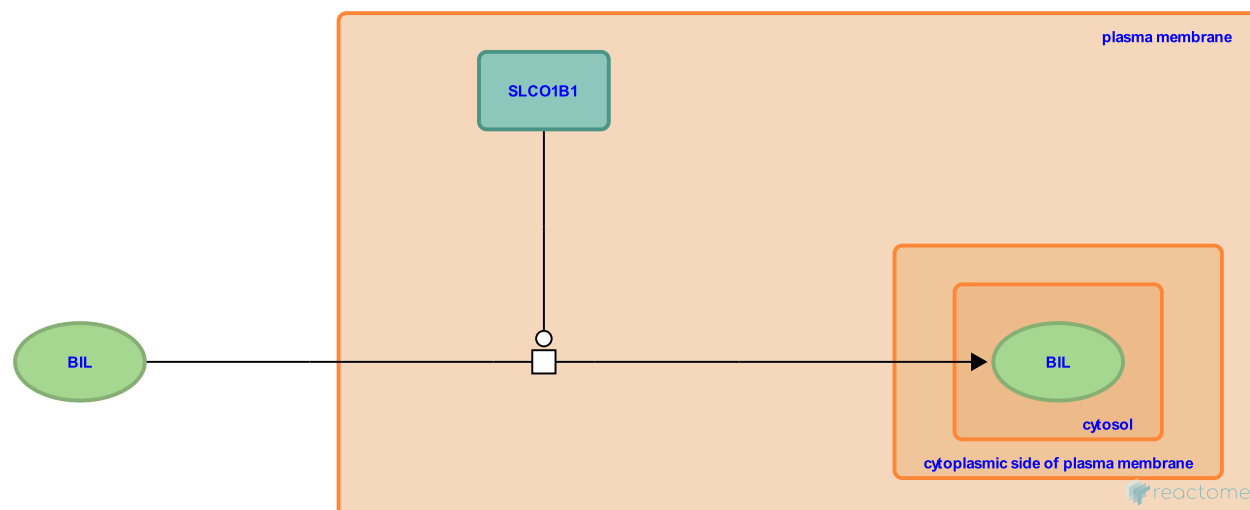 plasma membrane
SLCO1B1
BIL
BIL
cytosol
cytoplasmic side of plasma membrane
reactome